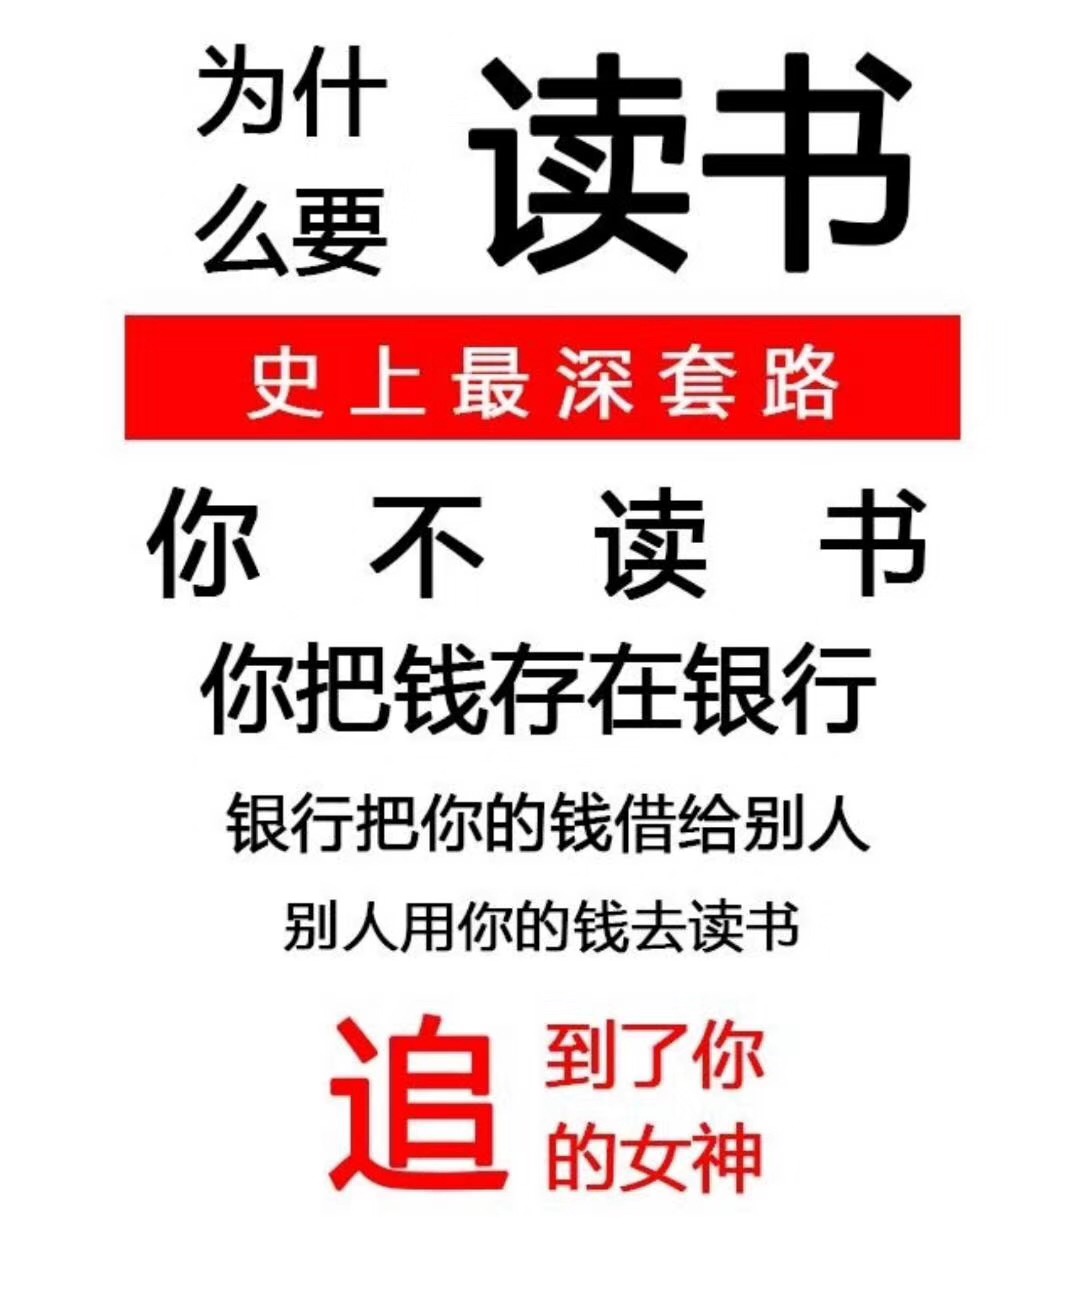 为什么要读书
史上最深套路
你不读书
你把钱存在银行
银行把你的钱借给别人
别人用你的钱去读书
追到了你的女神